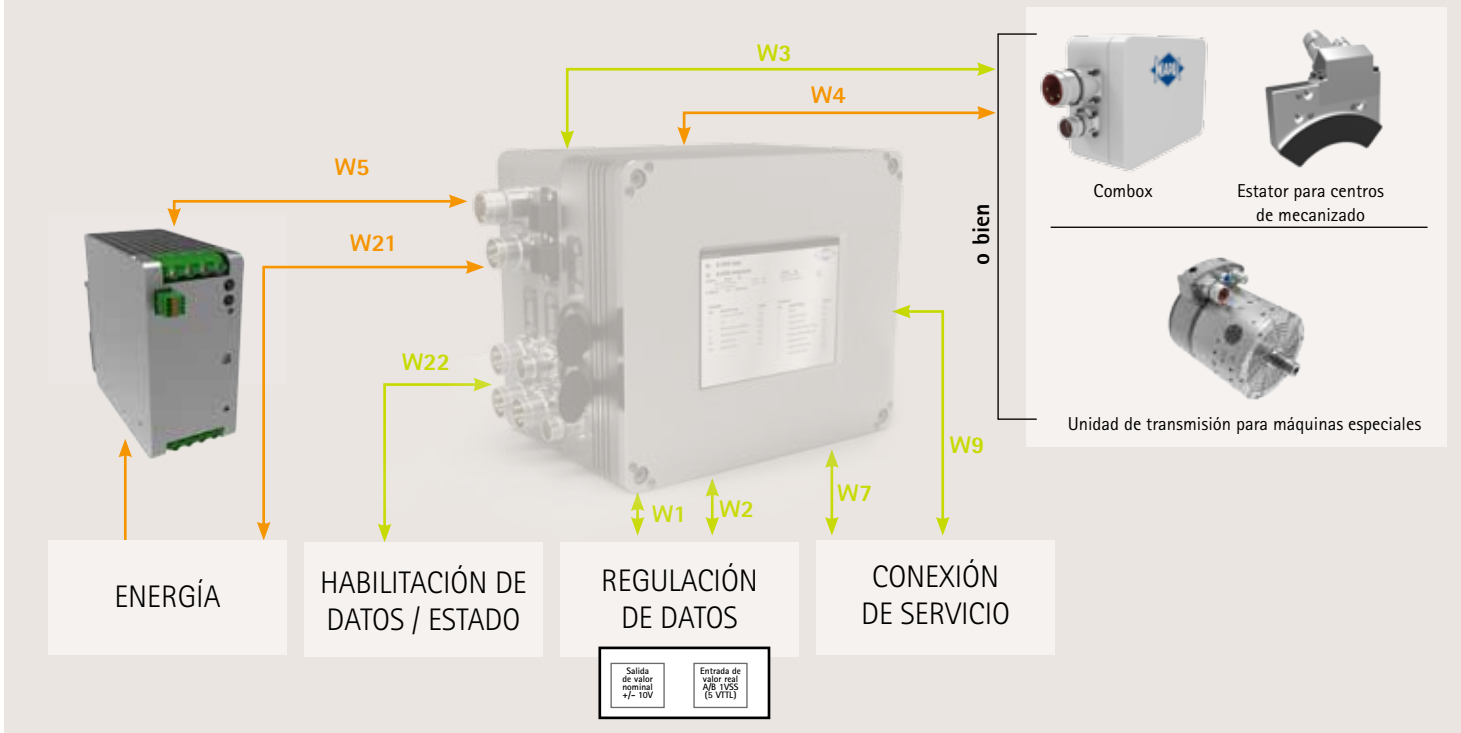 W3
W4
W5
W21
W22
W9
W7
W1
W2
o bien
Combox
Estator para centros
de mecanizado
Unidad de transmisión para máquinas especiales
ENERGÍA
HABILITACIÓN DE
DATOS / ESTADO
REGULACIÓN
DE DATOS
CONEXIÓN
DE SERVICIO
Salida
de valor
nominal
+/- 10V
Entrada de
valor real
A/B 1VSS
(5 VTTL)